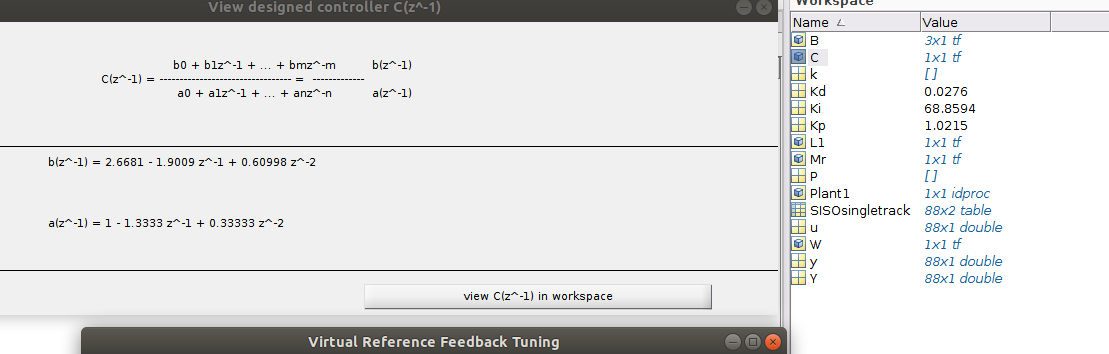 View designed controller C(z^-1)
b0 + b1z^-1 + ... + bmz^-m b(z^-1)
C(z^-1) = --------------------------------- = -------------
a0 + a1z^-1 + ... + anz^-n a(z^-1)
b(z^-1) = 2.6681 - 1.9009 z^-1 + 0.60998 z^-2
a(z^-1) = 1 - 1.3333 z^-1 + 0.33333 z^-2
view C(z^-1) in workspace
Virtual Reference Feedback Tuning
Workspace
Name Value
B 3x1 tf
C 1x1 tf
k []
Kd 0.0276
Ki 68.8594
Kp 1.0215
L1 1x1 tf
Mr 1x1 tf
P []
Plant1 1x1 idproc
SISOsingletrack 88x2 table
u 88x1 double
W 1x1 tf
y 88x1 double
Y 88x1 double